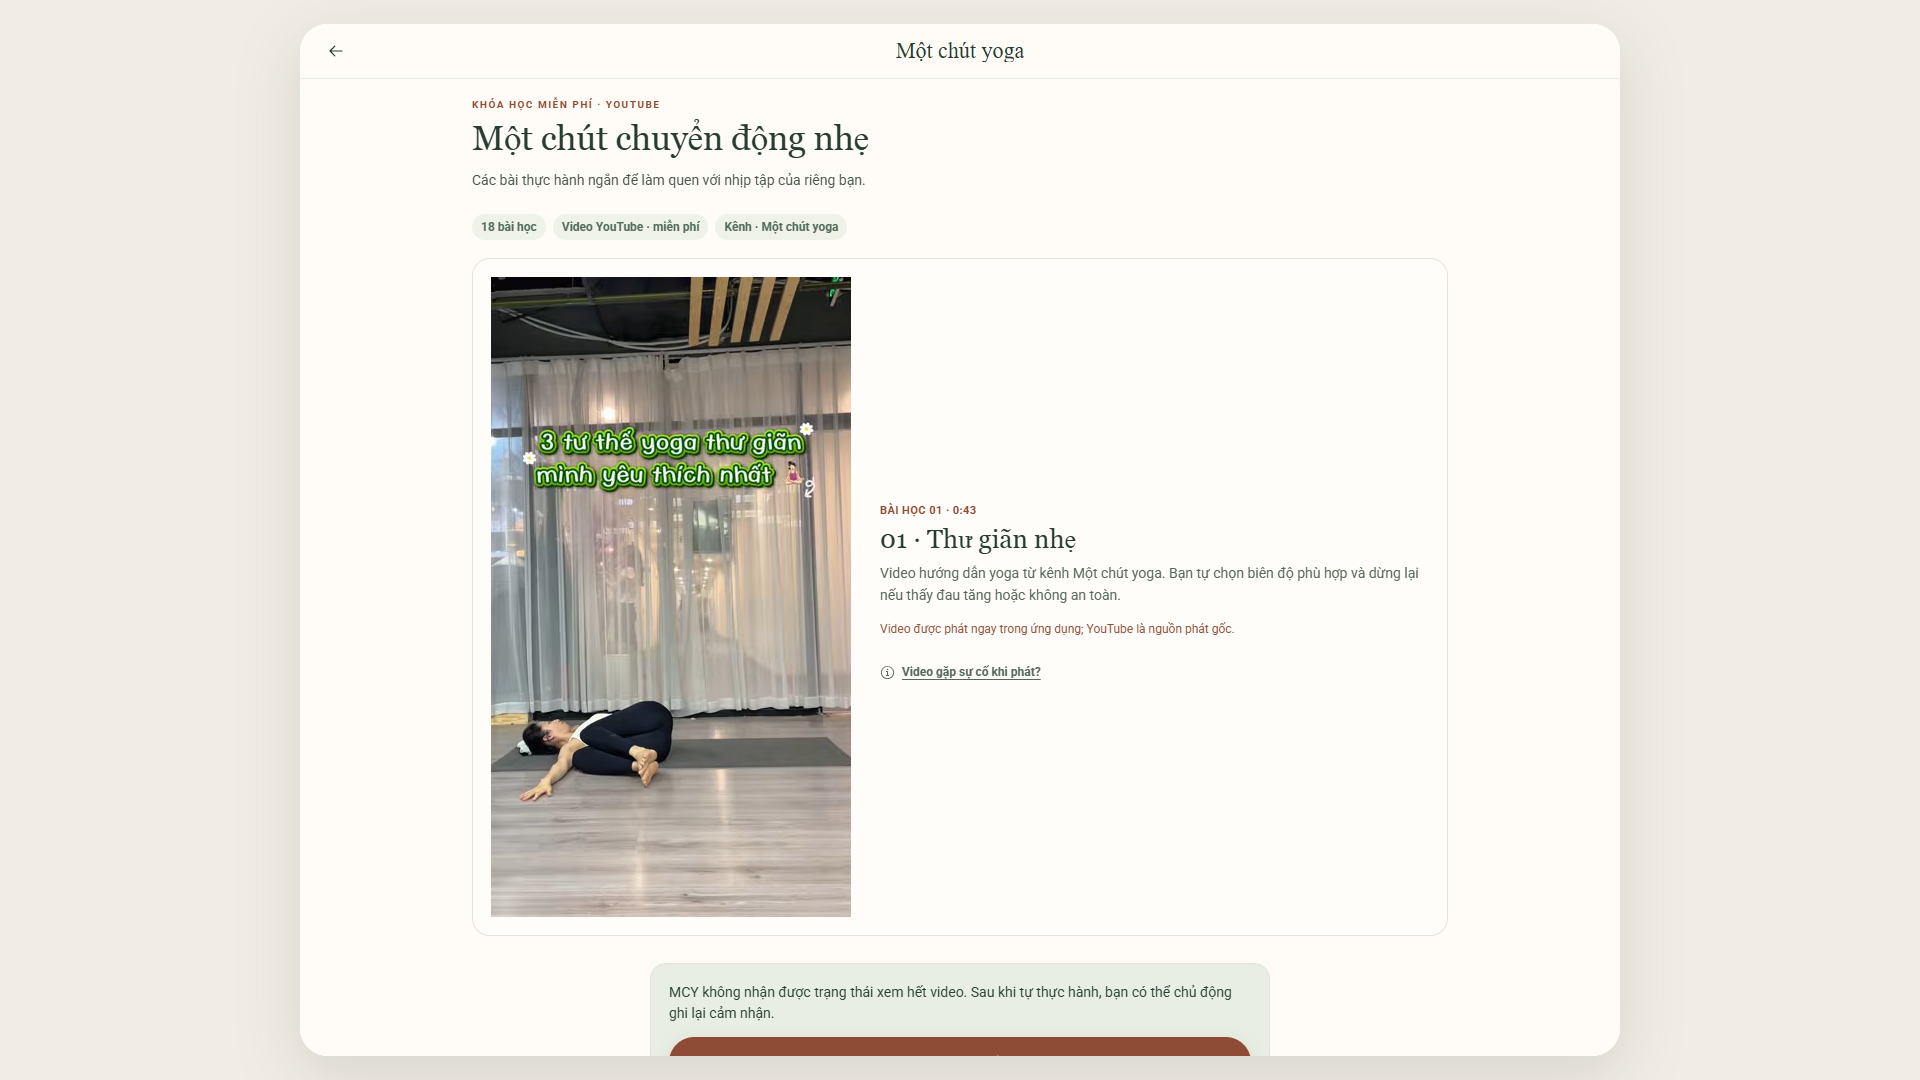 Một chút yoga
KHÓA HỌC MIỄN PHÍ · YOUTUBE
Một chút chuyển động nhẹ
Các bài thực hành ngắn để làm quen với nhịp tập của riêng bạn.
18 bài học
Video YouTube · miễn phí
Kênh · Một chút yoga
3 tư thế yoga thư giãn
mình yêu thích nhất
BÀI HỌC 01 · 0:43
01 · Thư giãn nhẹ
Video hướng dẫn yoga từ kênh Một chút yoga. Bạn tự chọn biên độ phù hợp và dừng lại
nếu thấy đau tăng hoặc không an toàn.
Video được phát ngay trong ứng dụng; YouTube là nguồn phát gốc.
Video gặp sự cố khi phát?
MCY không nhận được trạng thái xem hết video. Sau khi tự thực hành, bạn có thể chủ động
ghi lại cảm nhận.